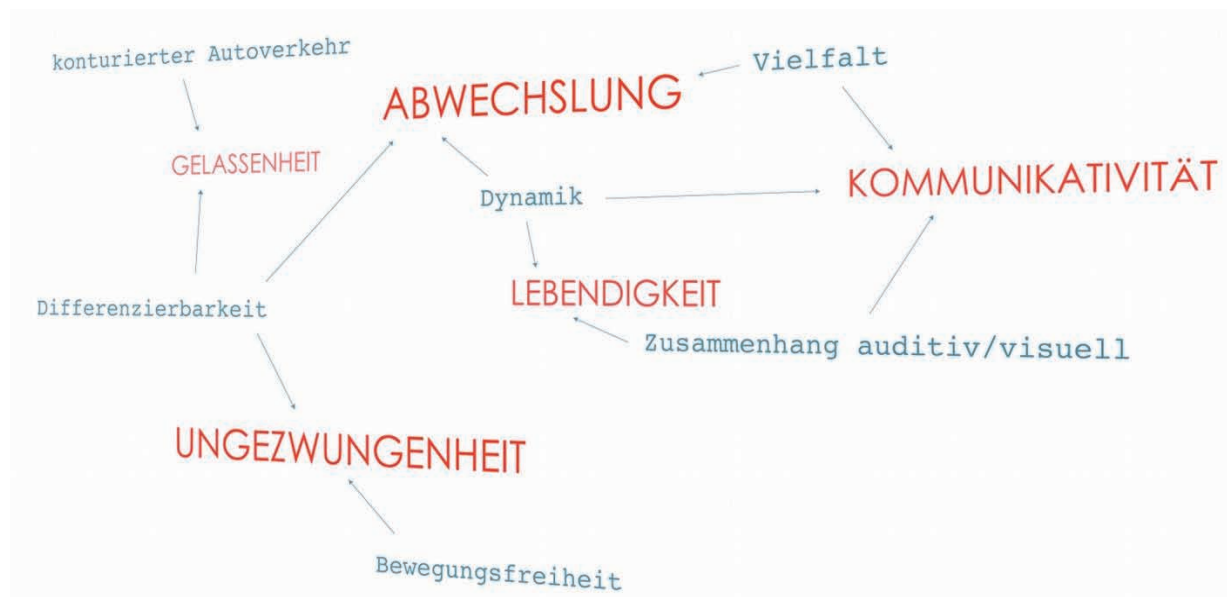 konturierter Autoverkehr
Vielfalt
ABWECHSLUNG
GELASSENHEIT
KOMMUNIKATIVITÄT
Dynamik
LEBENDIGKEIT
Differenzierbarkeit
Zusammenhang auditiv/visuell
UNGEZWUNGENHEIT
Bewegungsfreiheit